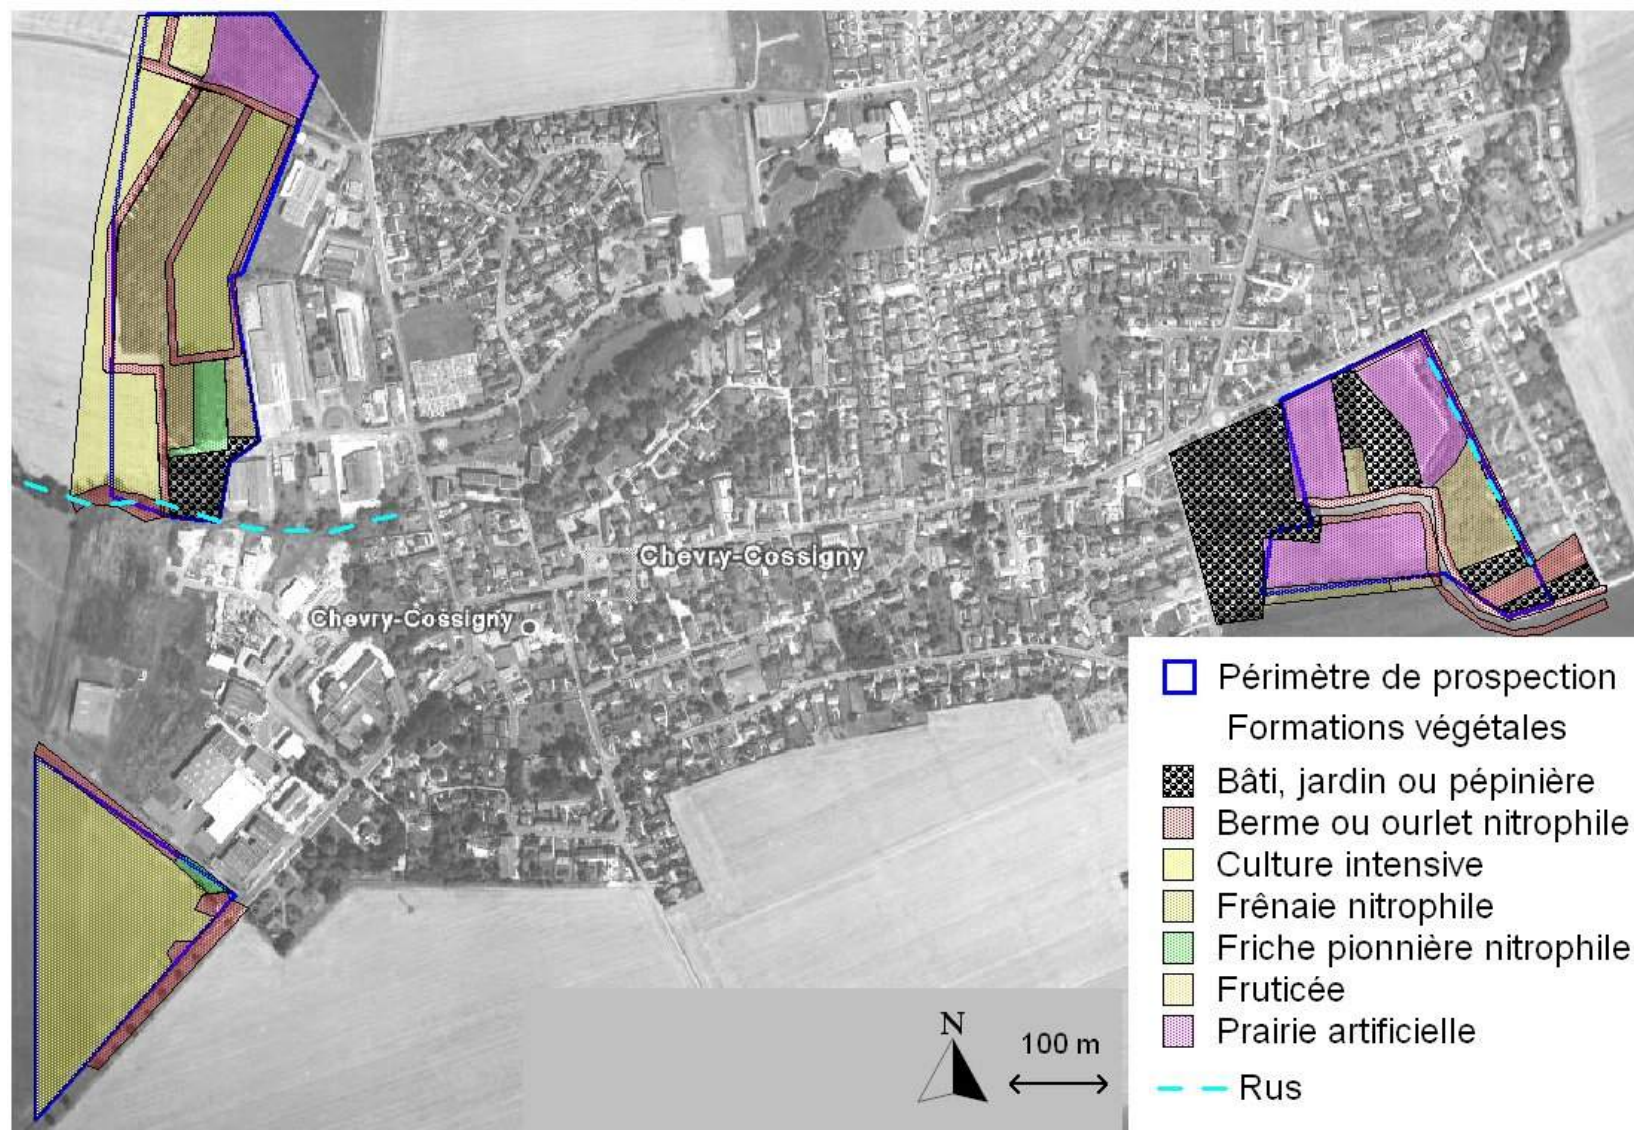 Chevry-Cossigny
Chevry-Cossigny
Périmètre de prospection
Formations végétales
Bâti, jardin ou pépinière
Berme ou ourlet nitrophile
Culture intensive
Frênaie nitrophile
Friche pionnière nitrophile
Fruticée
Prairie artificielle
Rus
N
100 m